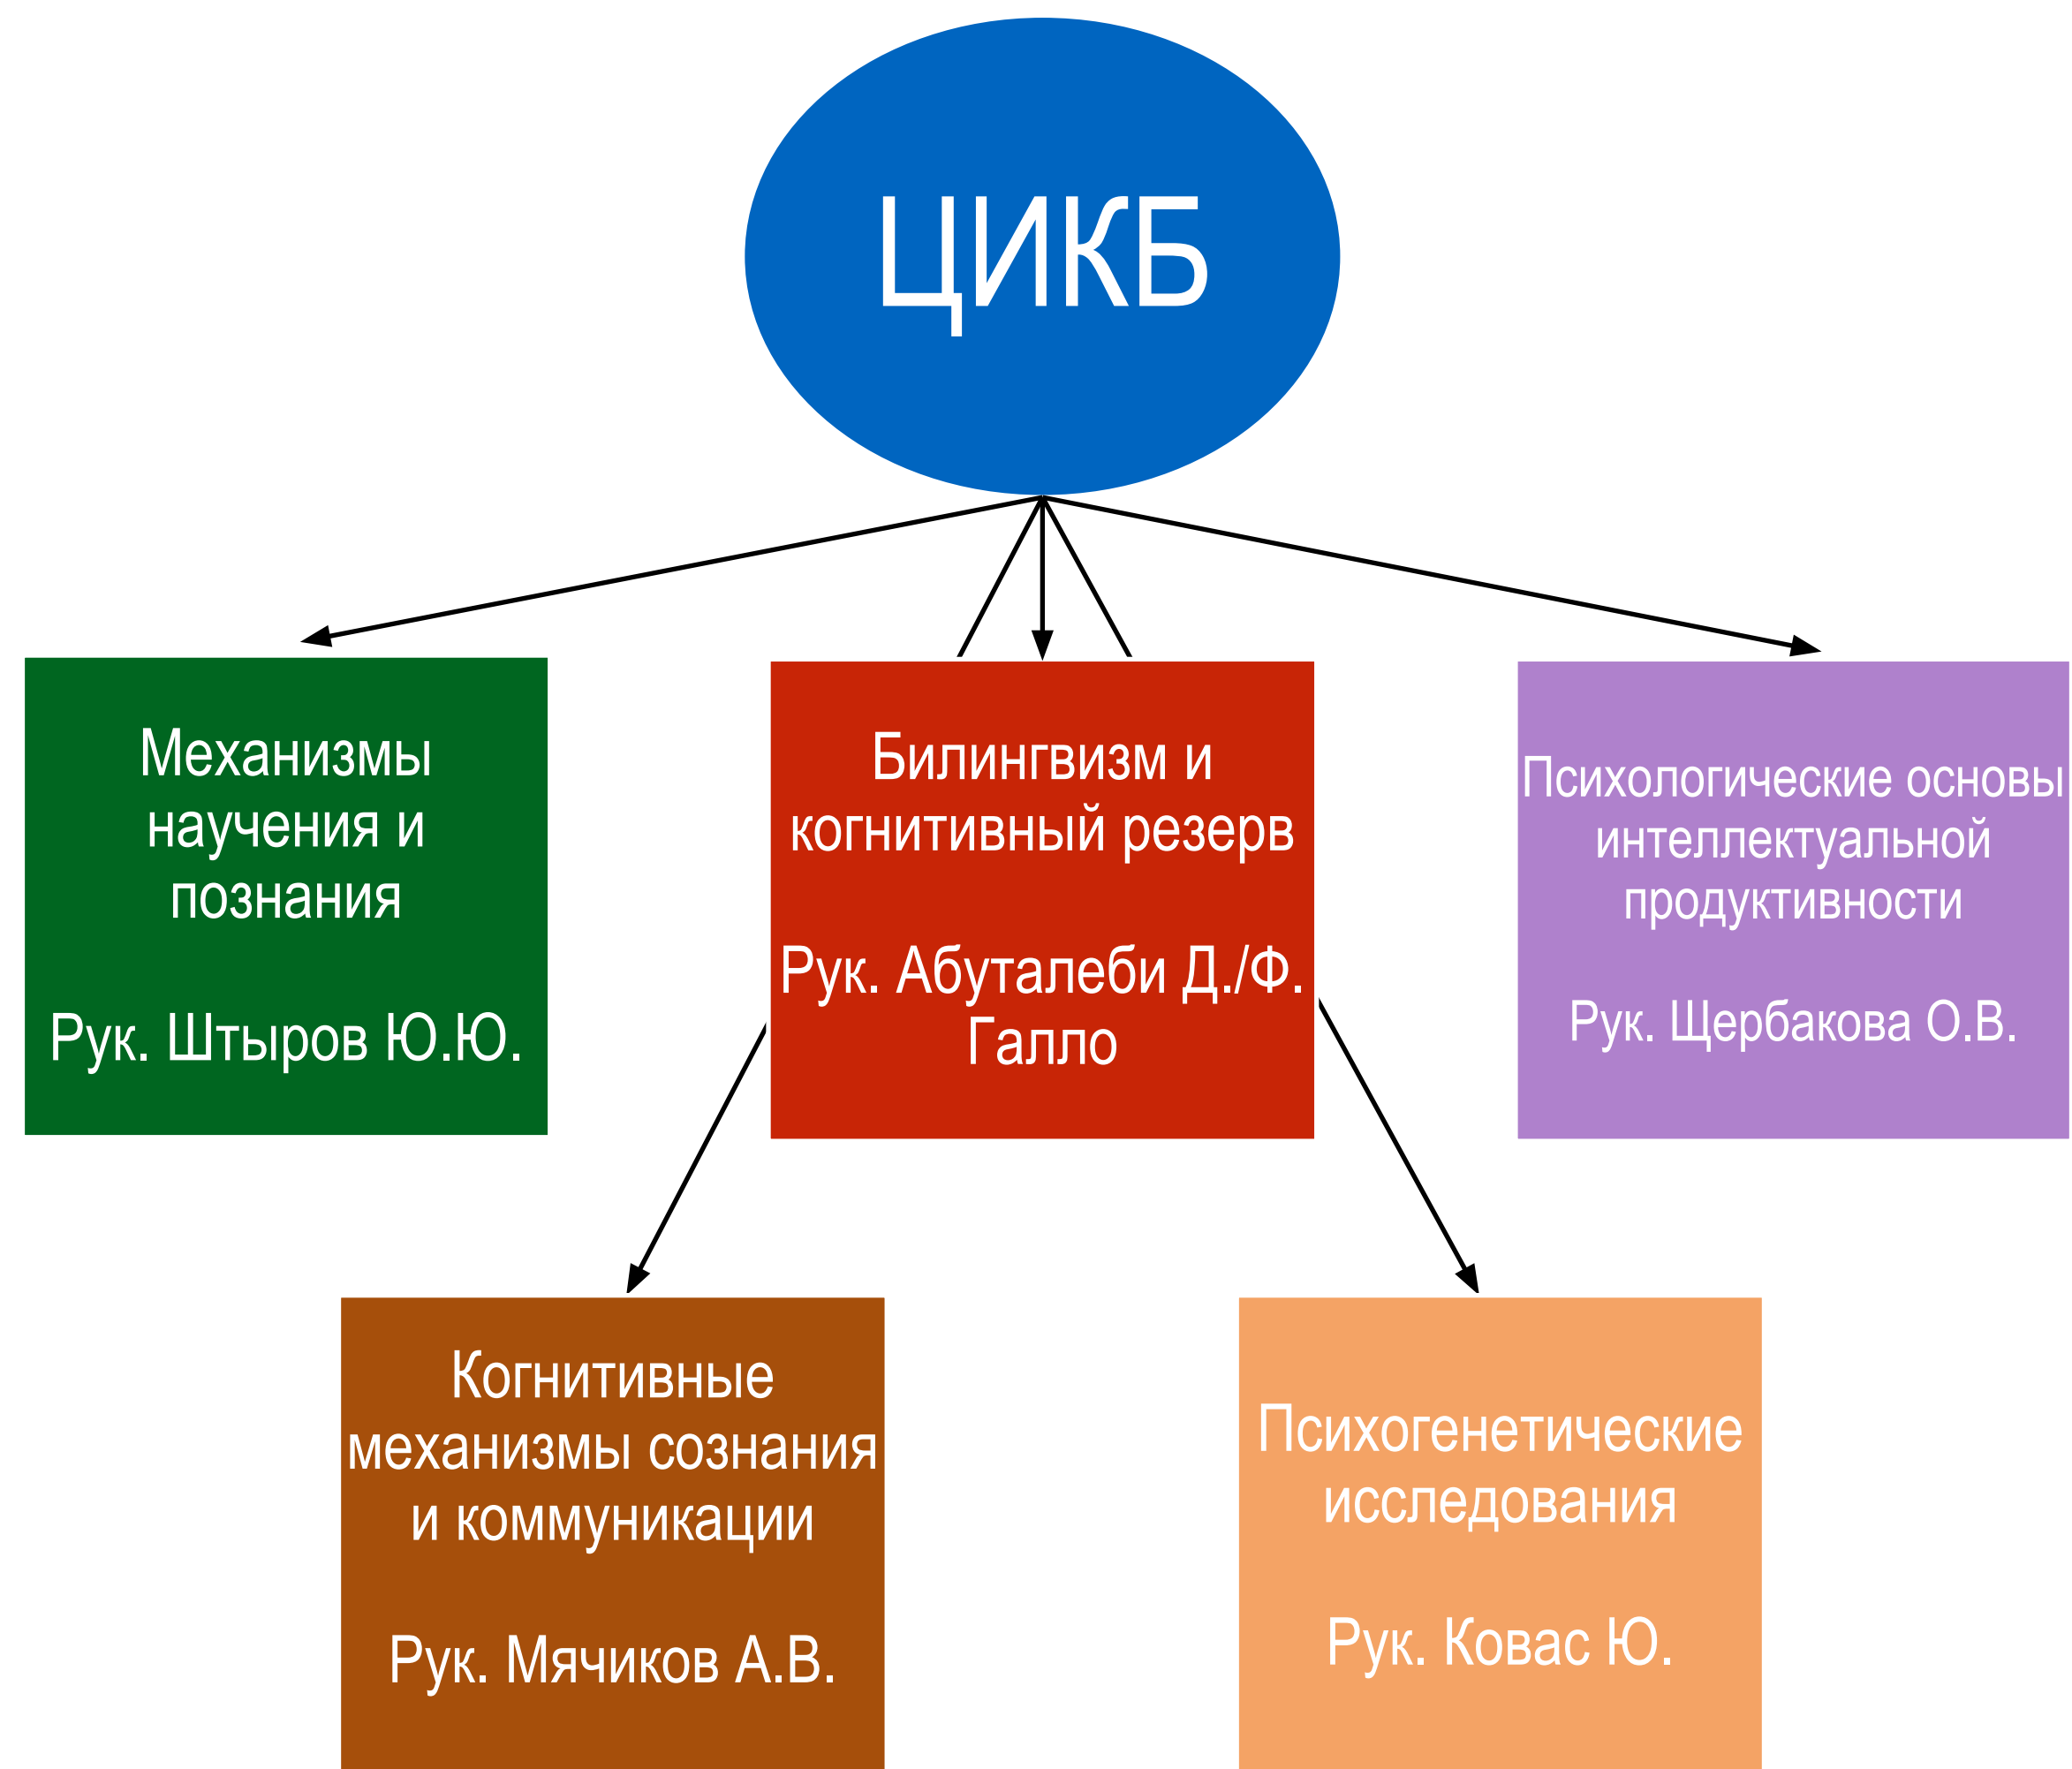 ЦИКБ
Механизмы
научения и
познания
Рук. Штыров Ю.Ю.
Билингвизм и
когнитивный резерв
Рук. Абуталеби Д./Ф.
Галло
Психологические основы
интеллектуальной
продуктивности
Рук. Щербакова О.В.
Когнитивные
механизмы сознания
и коммуникации
Рук. Мячиков А.В.
Психогенетические
исследования
Рук. Ковас Ю.